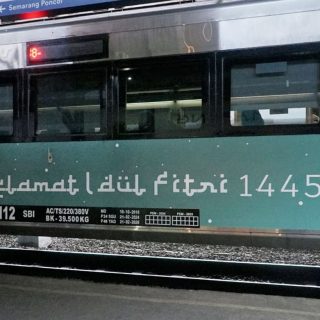 Semarang Poncol
8-
elamat Idul Fitri 1445
112 SBI
AC/TS/220/380V
BK - 39.500 KG